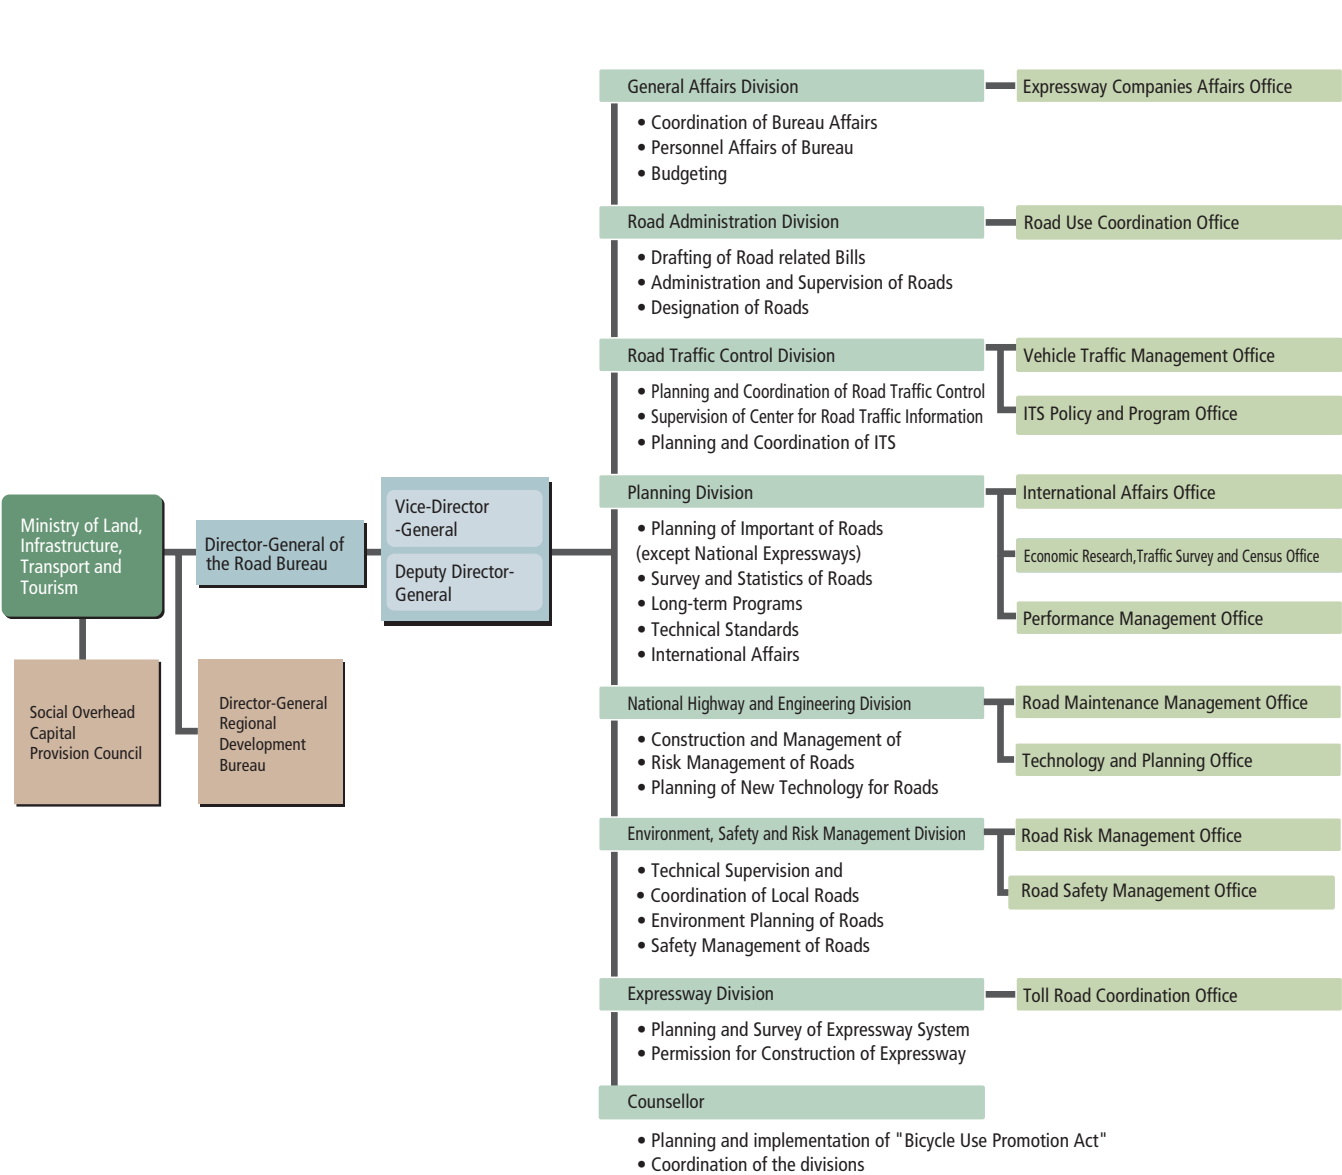 Ministry of Land,
Infrastructure,
Transport and
Tourism
Social Overhead
Capital
Provision Council
Director-General of
the Road Bureau
Director-General
Regional
Development
Bureau
Vice-Director
-General
Deputy Director-
General
General Affairs Division
• Coordination of Bureau Affairs
• Personnel Affairs of Bureau
• Budgeting
Expressway Companies Affairs Office
Road Administration Division
• Drafting of Road related Bills
• Administration and Supervision of Roads
• Designation of Roads
Road Use Coordination Office
Road Traffic Control Division
• Planning and Coordination of Road Traffic Control
• Supervision of Center for Road Traffic Information
• Planning and Coordination of ITS
Vehicle Traffic Management Office
ITS Policy and Program Office
Planning Division
• Planning of Important of Roads
(except National Expressways)
• Survey and Statistics of Roads
• Long-term Programs
• Technical Standards
• International Affairs
International Affairs Office
Economic Research,Traffic Survey and Census Office
Performance Management Office
National Highway and Engineering Division
• Construction and Management of
• Risk Management of Roads
• Planning of New Technology for Roads
Road Maintenance Management Office
Technology and Planning Office
Environment, Safety and Risk Management Division
• Technical Supervision and
• Coordination of Local Roads
• Environment Planning of Roads
• Safety Management of Roads
Road Risk Management Office
Road Safety Management Office
Expressway Division
• Planning and Survey of Expressway System
• Permission for Construction of Expressway
Toll Road Coordination Office
Counsellor
• Planning and implementation of "Bicycle Use Promotion Act"
• Coordination of the divisions